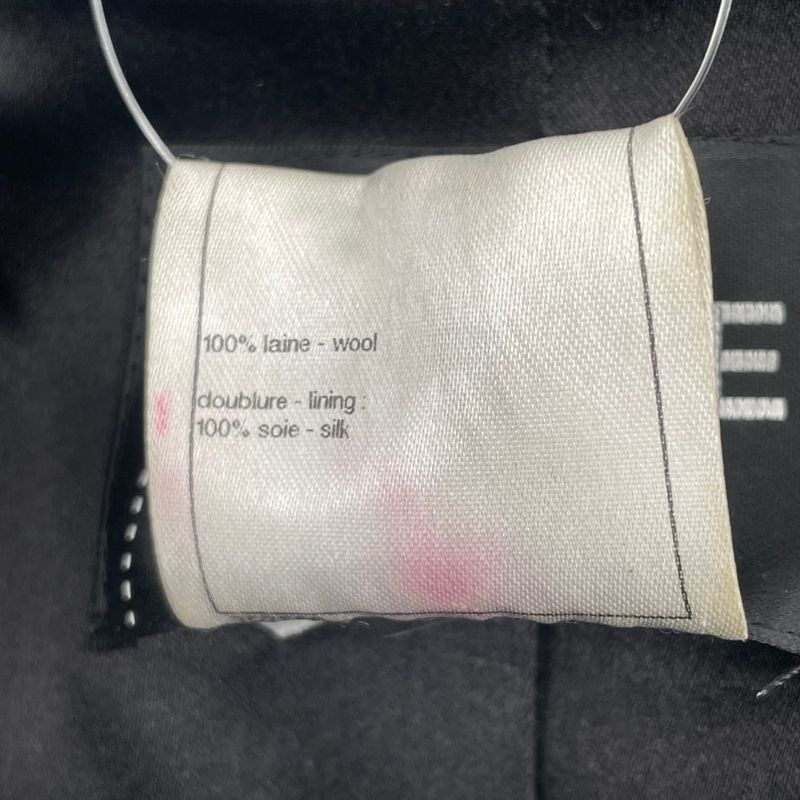 100% laine - wool
doublure - lining :
100% soie - silk
E